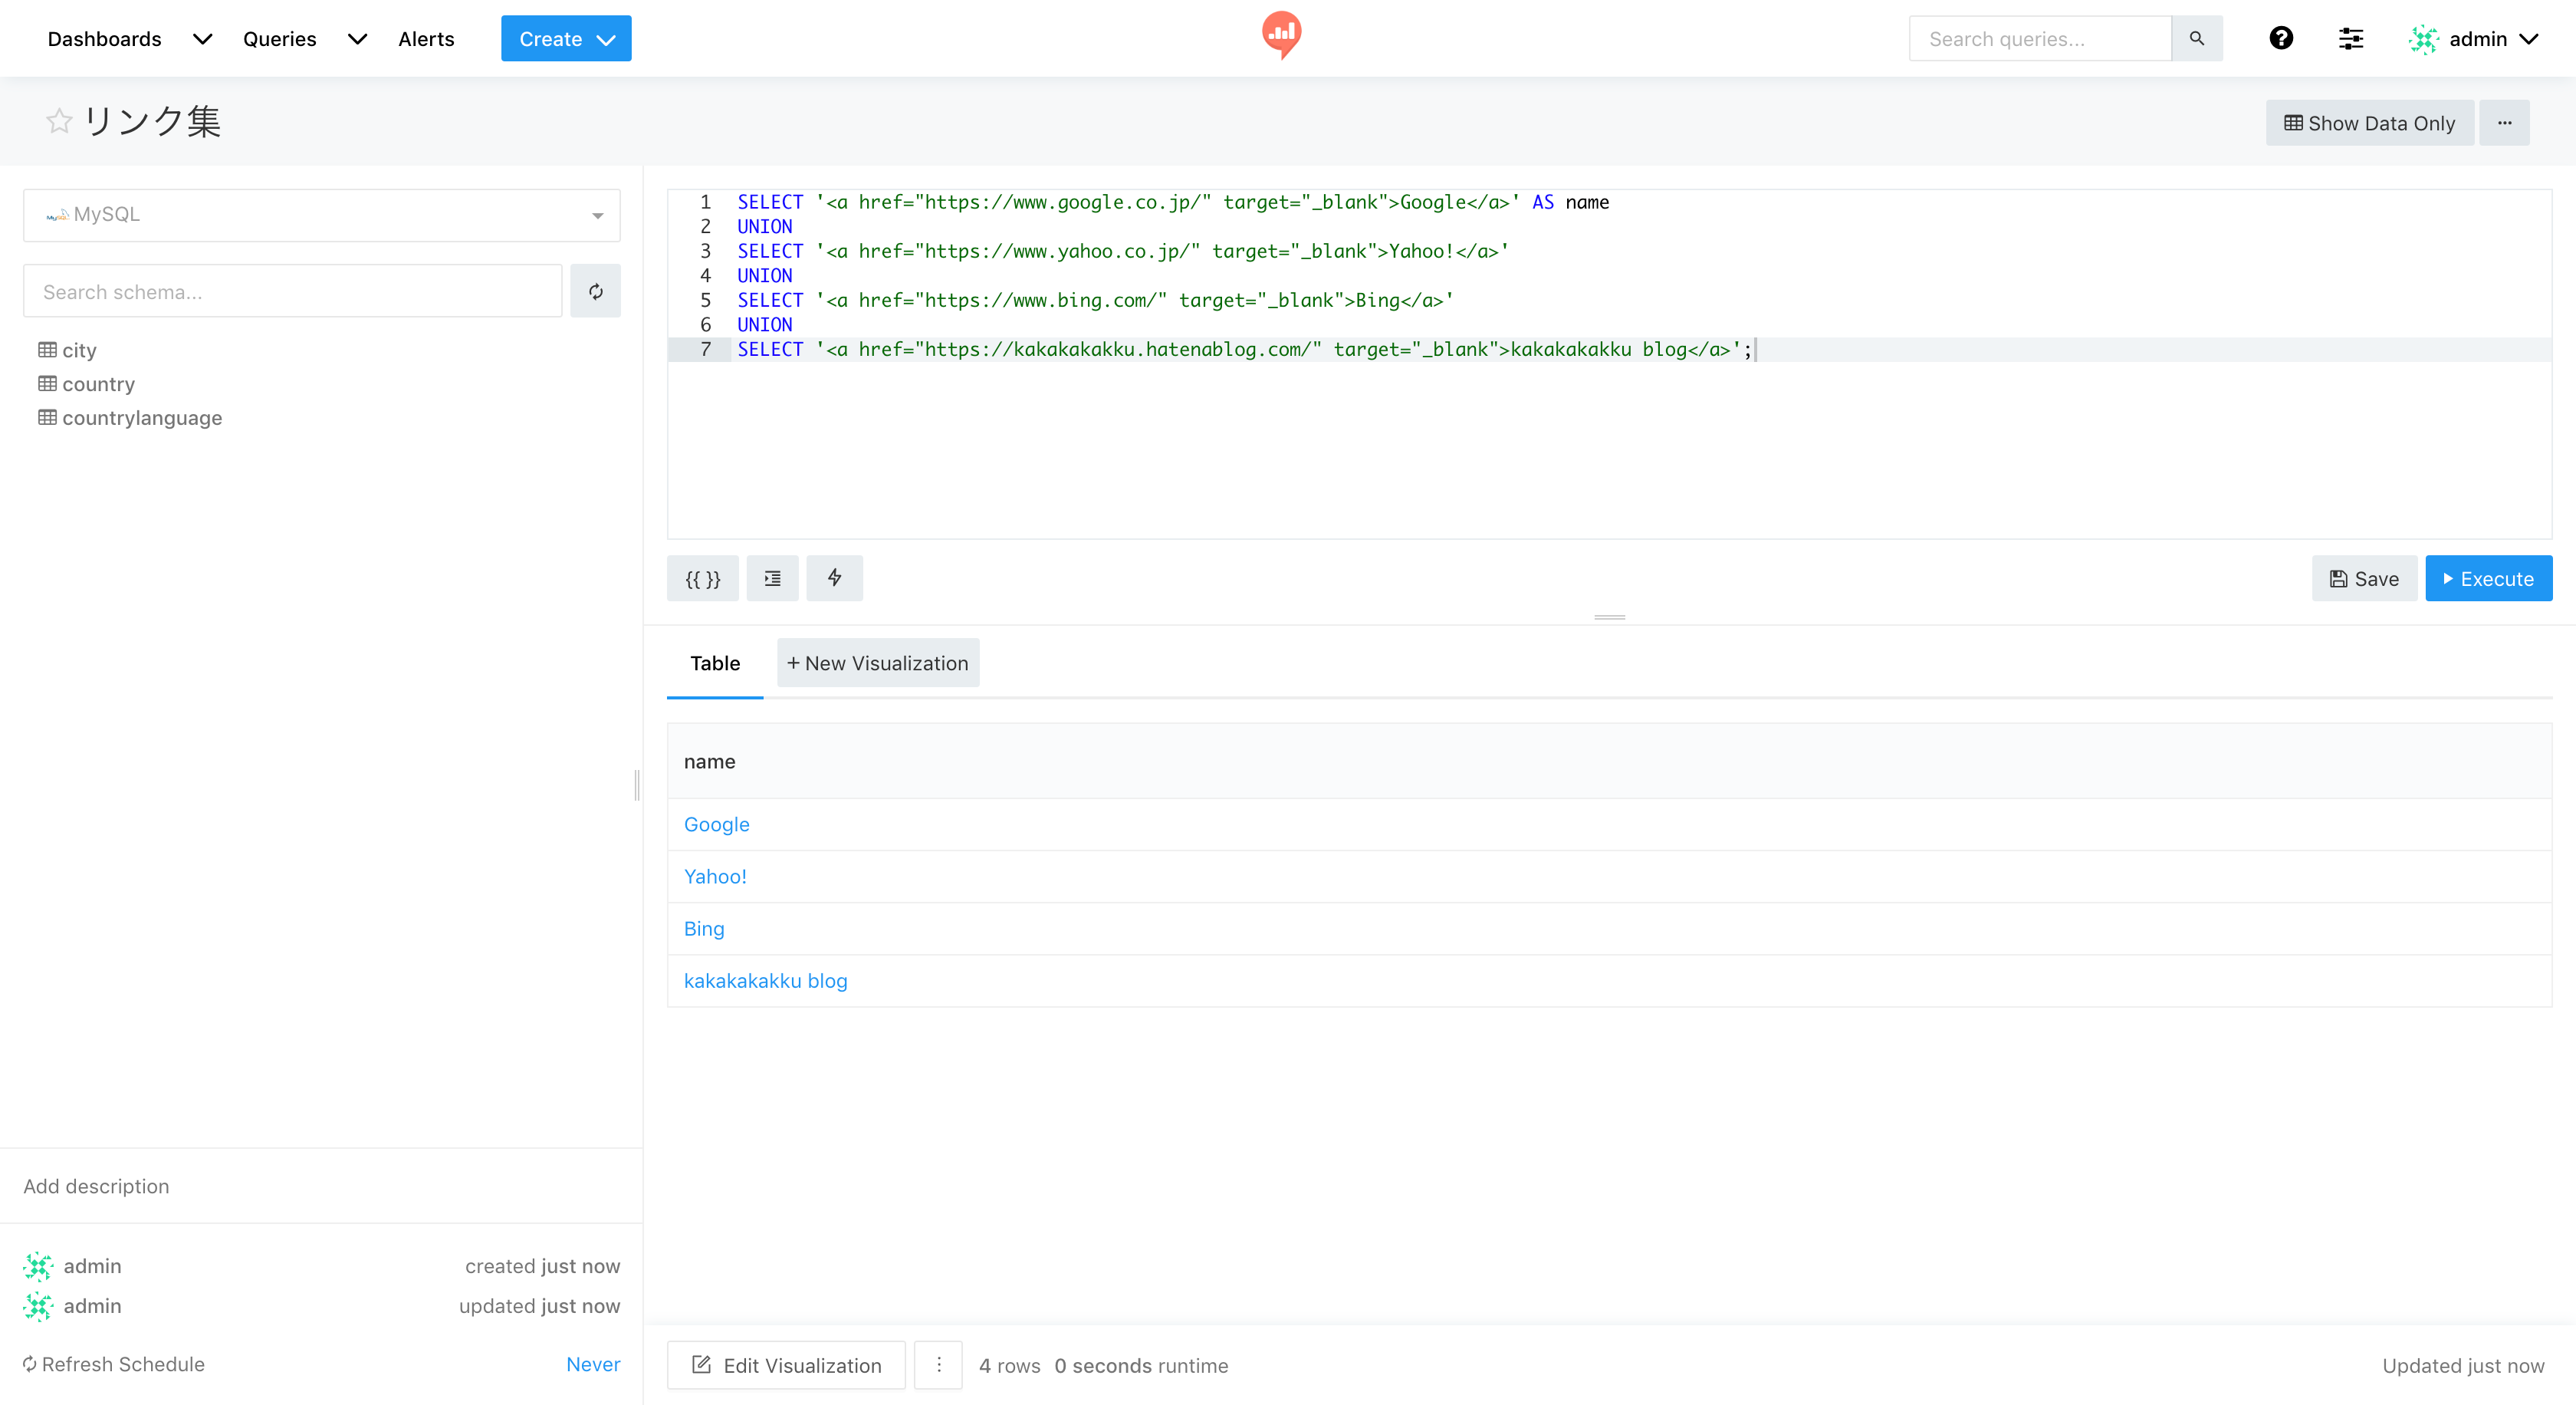 Dashboards Queries Alerts Create Search queries... admin
リンク集
Show Data Only
MySQL
Search schema...
city
country
countrylanguage
1 SELECT '<a href="https://www.google.co.jp/" target="_blank">Google</a>' AS name
2 UNION
3 SELECT '<a href="https://www.yahoo.co.jp/" target="_blank">Yahoo!</a>'
4 UNION
5 SELECT '<a href="https://www.bing.com/" target="_blank">Bing</a>'
6 UNION
7 SELECT '<a href="https://kakakakakku.hatenablog.com/" target="_blank">kakakakakku blog</a>';
{{ }} Save Execute
Table + New Visualization
name
Google
Yahoo!
Bing
kakakakakku blog
Add description
admin created just now
admin updated just now
Refresh Schedule Never
Edit Visualization 4 rows 0 seconds runtime Updated just now